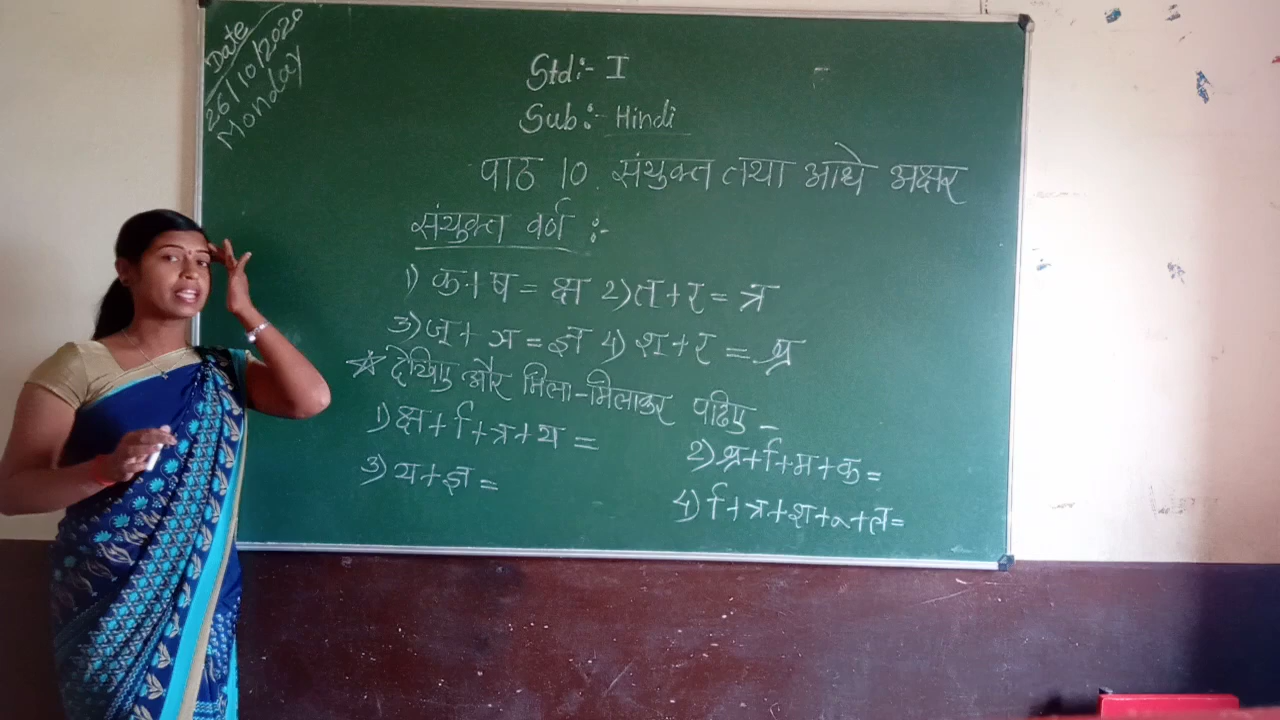 Date
26/10/2020
Monday
Std:- I
Sub:- Hindi
पाठ 10. संयुक्त तथा आधे अक्षर
संयुक्त वर्ण :-
1) क्+ष = क्ष 2) त्+र = त्र
3) ज्+ञ = ज्ञ 4) श्+र = श्र
☆ देखिए और मिला-मिलाकर पढिए -
1) क्ष+ि+त्र+य =
2) श्र+ि+म+क =
3) य+ज्ञ =
4) ि+त्र+श+ू+ल =